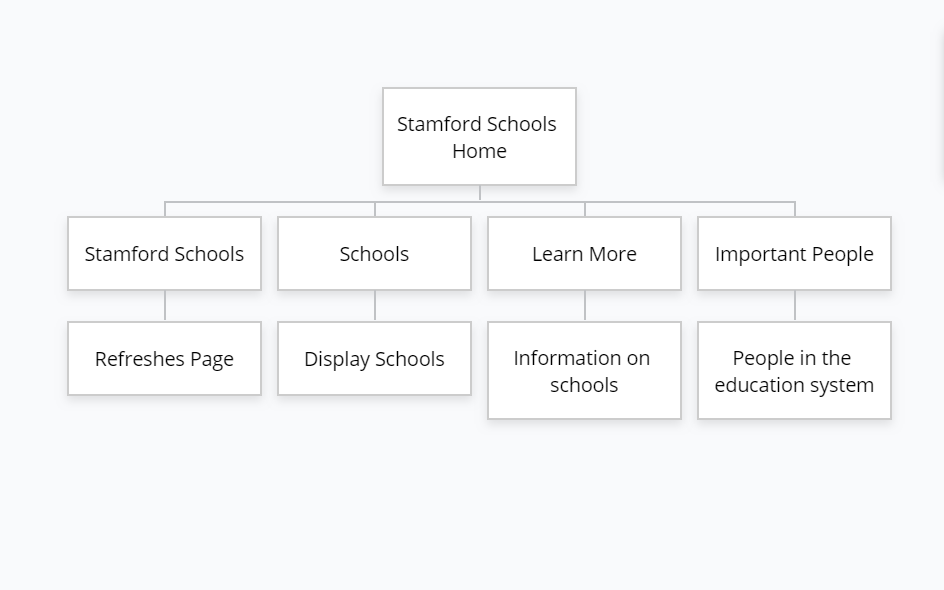 Stamford Schools
Home
Stamford Schools
Schools
Learn More
Important People
Refreshes Page
Display Schools
Information on
schools
People in the
education system